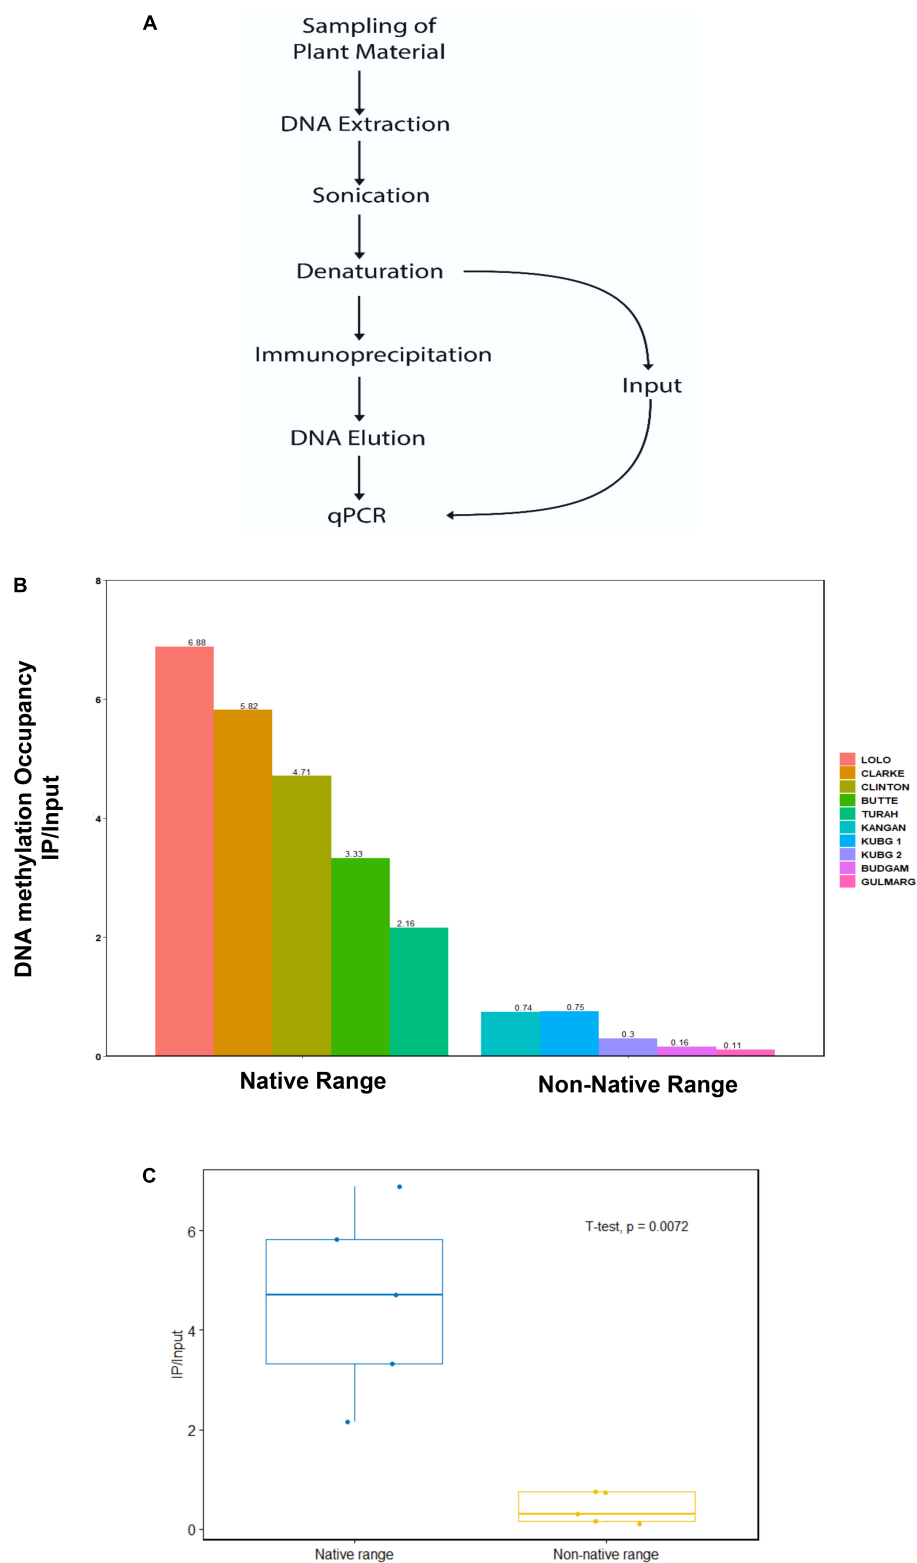 A
Sampling of
Plant Material
DNA Extraction
Sonication
Denaturation
Immunoprecipitation
Input
DNA Elution
qPCR
B
DNA methylation Occupancy
IP/Input
8
6
4
2
0
6.88
5.82
4.71
3.33
2.16
0.74
0.75
0.3
0.16
0.11
Native Range
Non-Native Range
LOLO
CLARKE
CLINTON
BUTTE
TURAH
KANGAN
KUBG 1
KUBG 2
BUDGAM
GULMARG
C
T-test, p = 0.0072
IP/Input
6
4
2
0
Native range
Non-native range